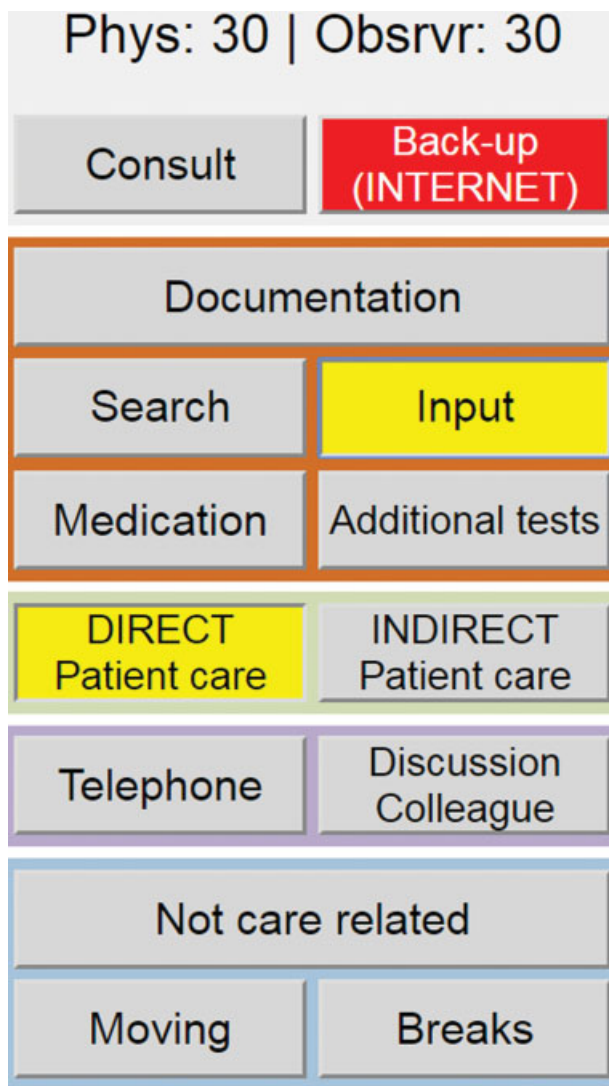 Phys: 30 | Obsrvr: 30
Consult
Back-up
(INTERNET)
Documentation
Search
Input
Medication
Additional tests
DIRECT
Patient care
INDIRECT
Patient care
Telephone
Discussion
Colleague
Not care related
Moving
Breaks